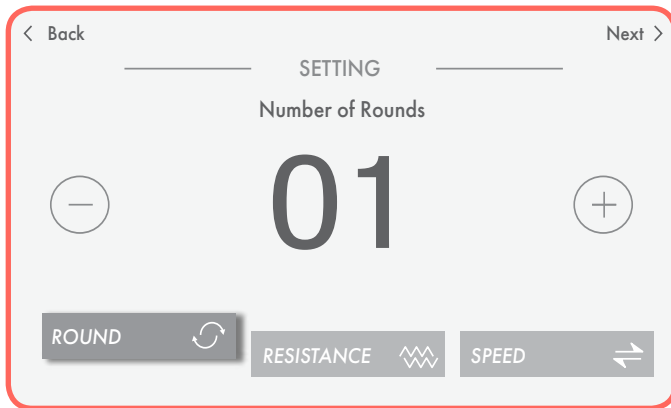 Back
Next
SETTING
Number of Rounds
01
ROUND
RESISTANCE
SPEED